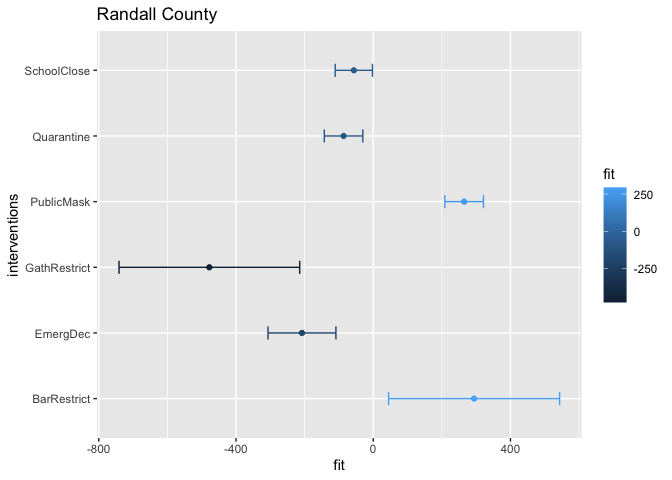 Randall County
SchoolClose
Quarantine
PublicMask
GathRestrict
EmergDec
BarRestrict
interventions
-800
-400
0
400
fit
fit
250
0
-250